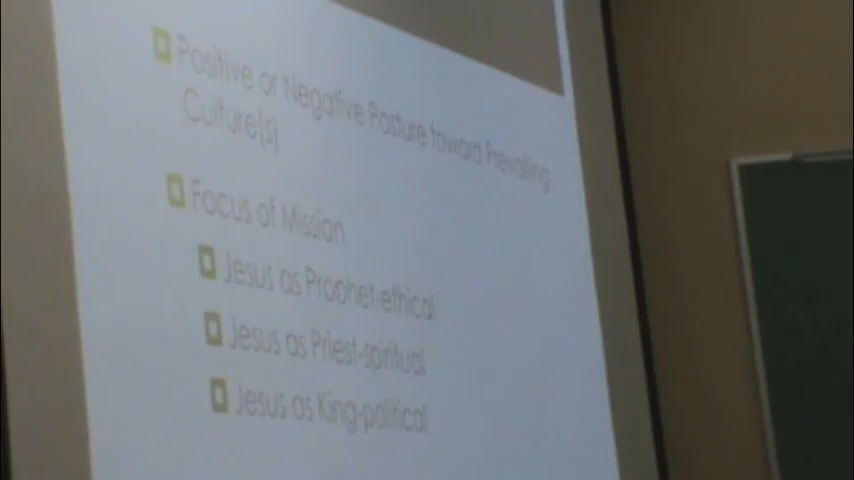 Positive or Negative Posture toward Prevailing
Culture(s)
Focus of Mission
Jesus as Prophet-ethical
Jesus as Priest-spiritual
Jesus as King-political